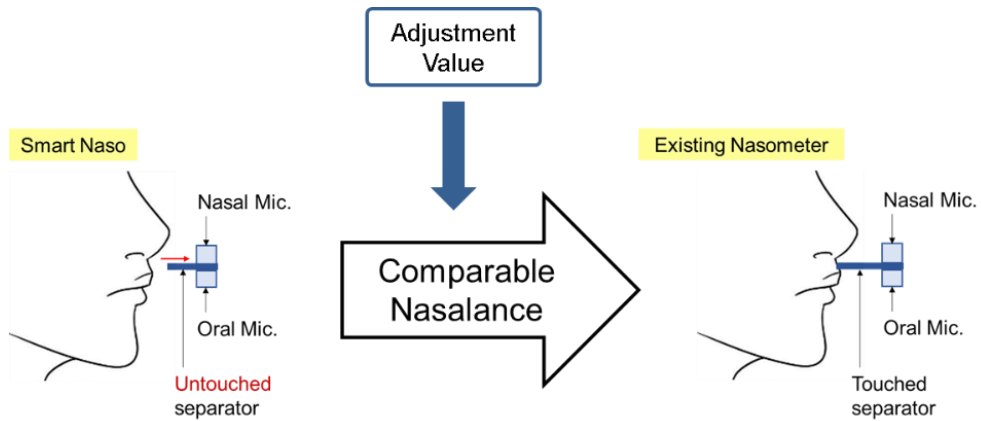 Adjustment
Value
Smart Naso
Nasal Mic.
Oral Mic.
Untouched
separator
Comparable
Nasalance
Existing Nasometer
Nasal Mic.
Oral Mic.
Touched
separator